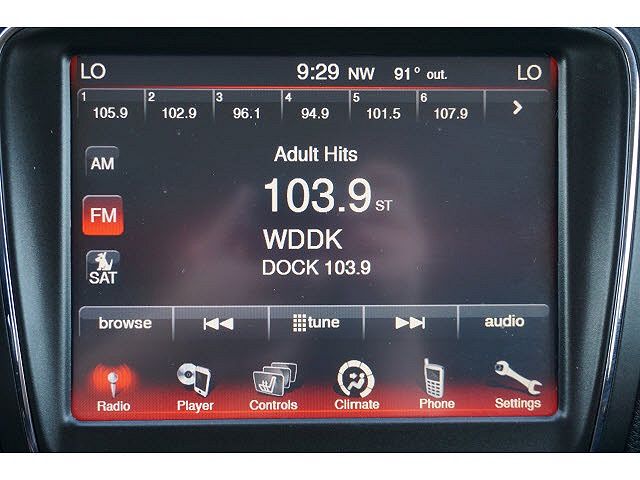 LO 9:29 NW 91° out. LO
1 2 3 4 5 6
105.9 102.9 96.1 94.9 101.5 107.9 >
AM
Adult Hits
FM
103.9 ST
WDDK
SAT
DOCK 103.9
browse tune audio
Radio Player Controls Climate Phone Settings